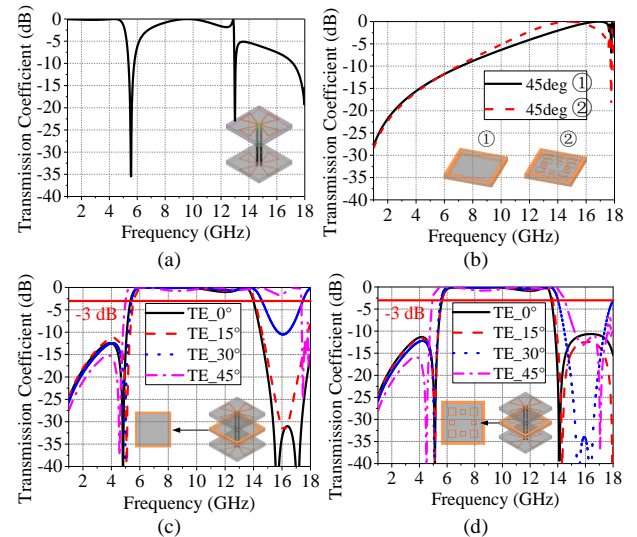 (a)
Transmission Coefficient (dB)
0
-5
-10
-15
-20
-25
-30
-35
-40
2 4 6 8 10 12 14 16 18
Frequency (GHz)
(b)
Transmission Coefficient (dB)
0
-5
-10
-15
-20
-25
-30
-35
-40
45deg ①
45deg ②
① ②
2 4 6 8 10 12 14 16 18
Frequency (GHz)
(c)
Transmission Coefficient (dB)
0
-5
-10
-15
-20
-25
-30
-35
-40
-3 dB
TE_0°
TE_15°
TE_30°
TE_45°
2 4 6 8 10 12 14 16 18
Frequency (GHz)
(d)
Transmission Coefficient (dB)
0
-5
-10
-15
-20
-25
-30
-35
-40
-3 dB
TE_0°
TE_15°
TE_30°
TE_45°
2 4 6 8 10 12 14 16 18
Frequency (GHz)